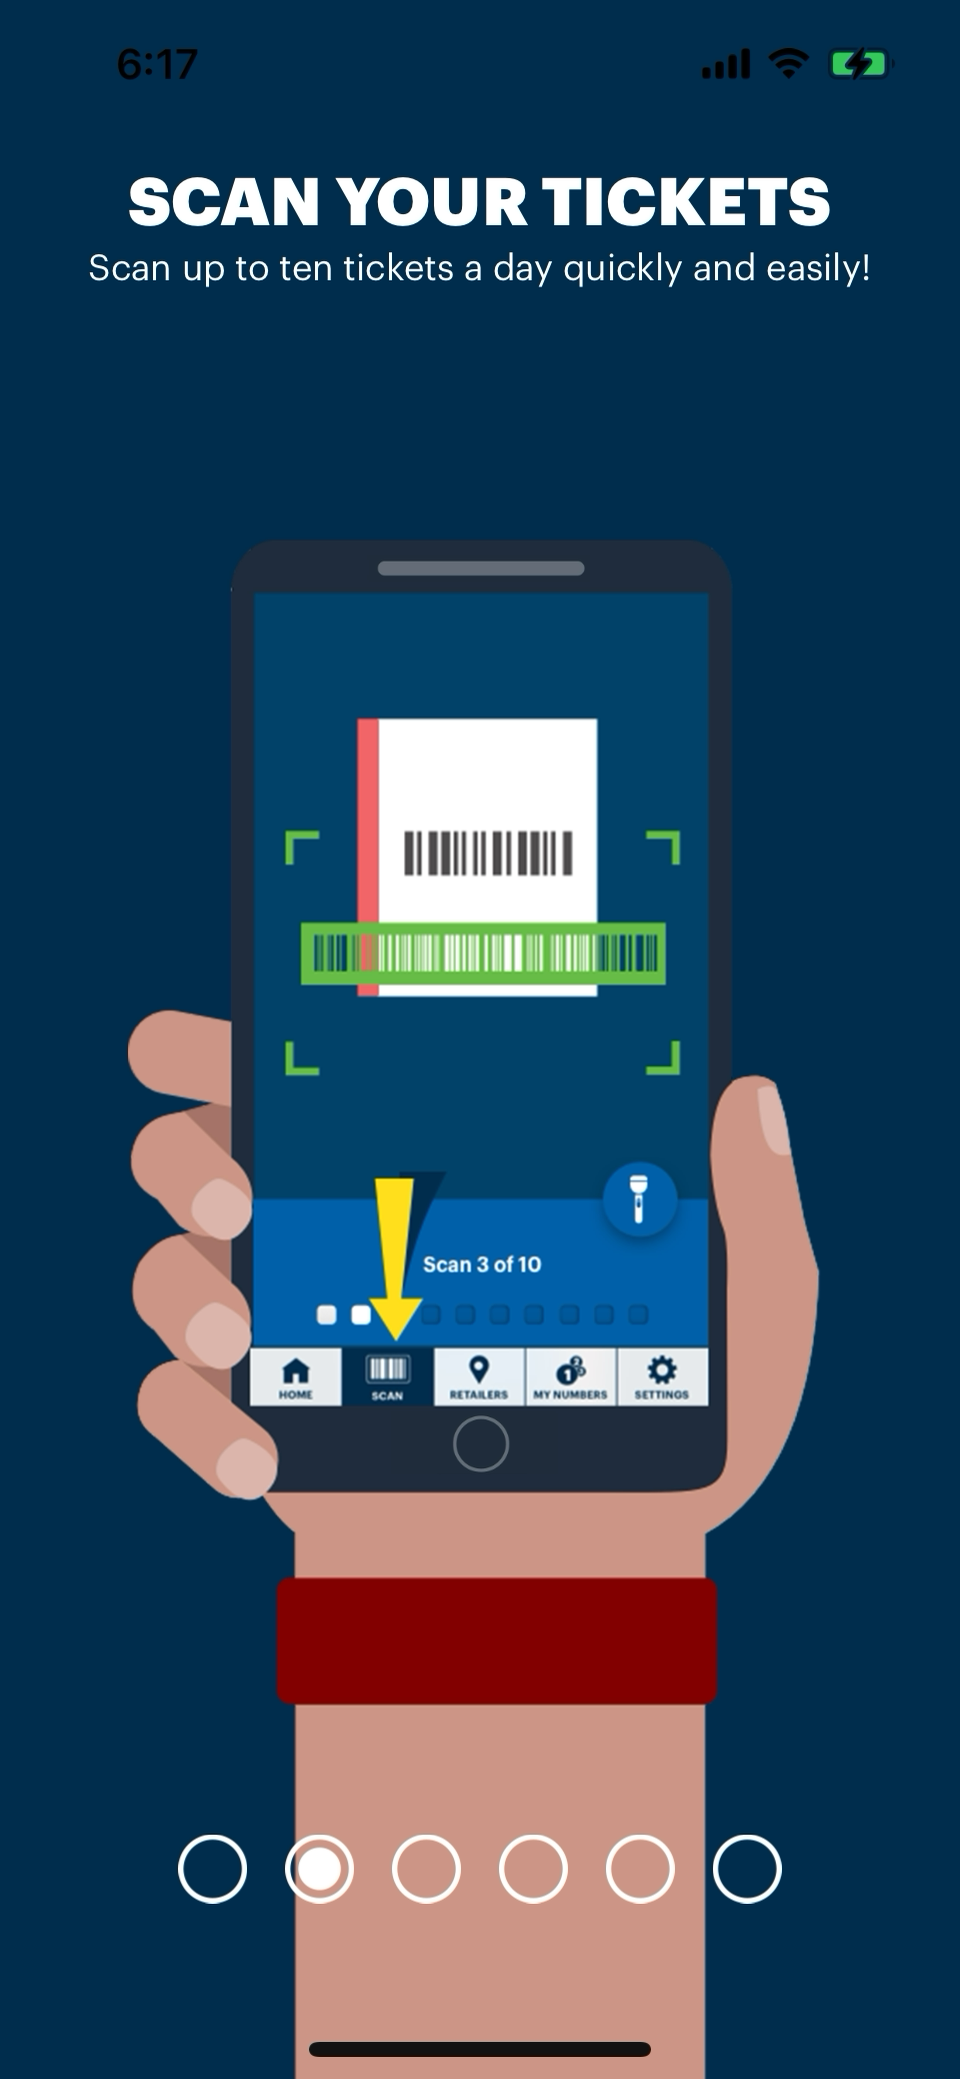 6:17
SCAN YOUR TICKETS
Scan up to ten tickets a day quickly and easily!
Scan 3 of 10
HOME
SCAN
RETAILERS
MY NUMBERS
SETTINGS